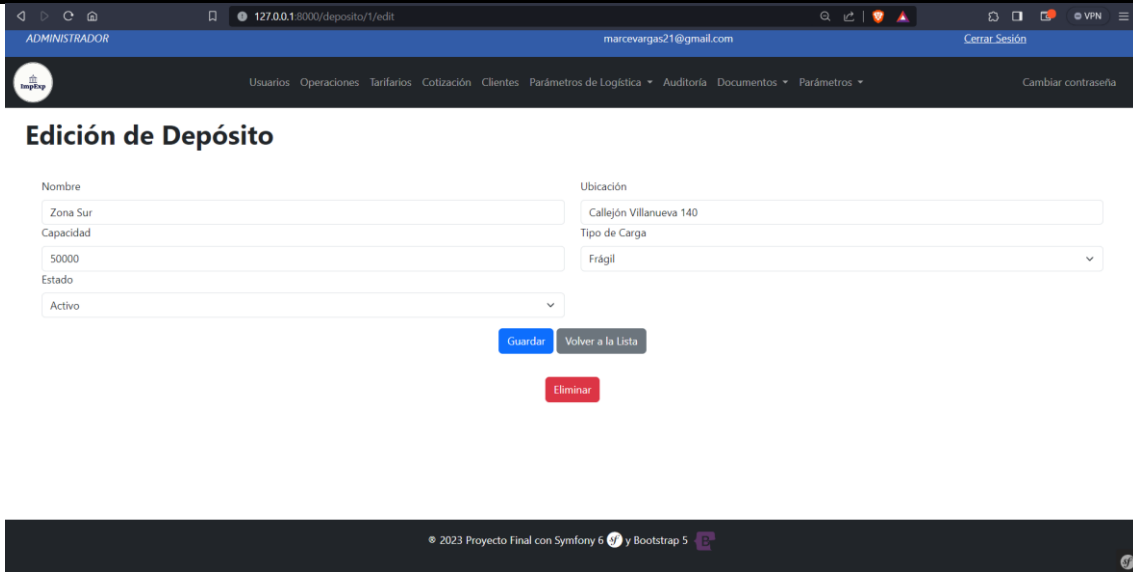 127.0.0.1:8000/deposito/1/edit
VPN
ADMINISTRADOR
marcevargas21@gmail.com
Cerrar Sesión
ImpExp
Usuarios Operaciones Tarifarios Cotización Clientes Parámetros de Logística Auditoría Documentos Parámetros
Cambiar contraseña
Edición de Depósito
Nombre
Ubicación
Zona Sur
Callejón Villanueva 140
Capacidad
Tipo de Carga
50000
Frágil
Estado
Activo
Guardar
Volver a la Lista
Eliminar
® 2023 Proyecto Final con Symfony 6 sf y Bootstrap 5 B
sf